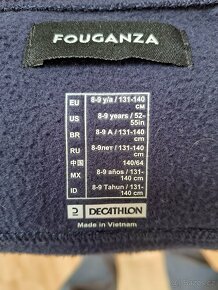 FOUGANZA
EU 8-9 y/a / 131-140 CM
US 8-9 years / 52-55in
BR 8-9 A / 131-140 cm
RU 8-9лет / 131-140 cm
中国 140/64
MX 8-9 años / 131-140 cm
ID 8-9 Tahun / 131-140 cm
DECATHLON
Made in Vietnam